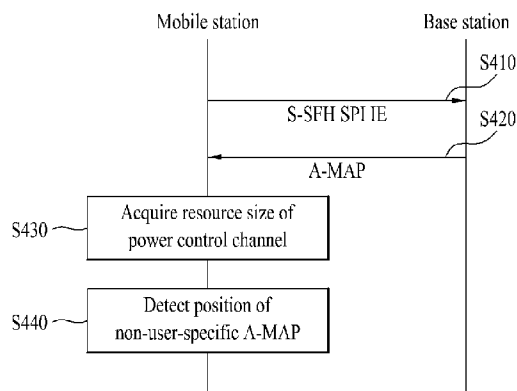 Mobile station
Base station
S410
S-SFH SPI IE
S420
A-MAP
S430
Acquire resource size of
power control channel
S440
Detect position of
non-user-specific A-MAP